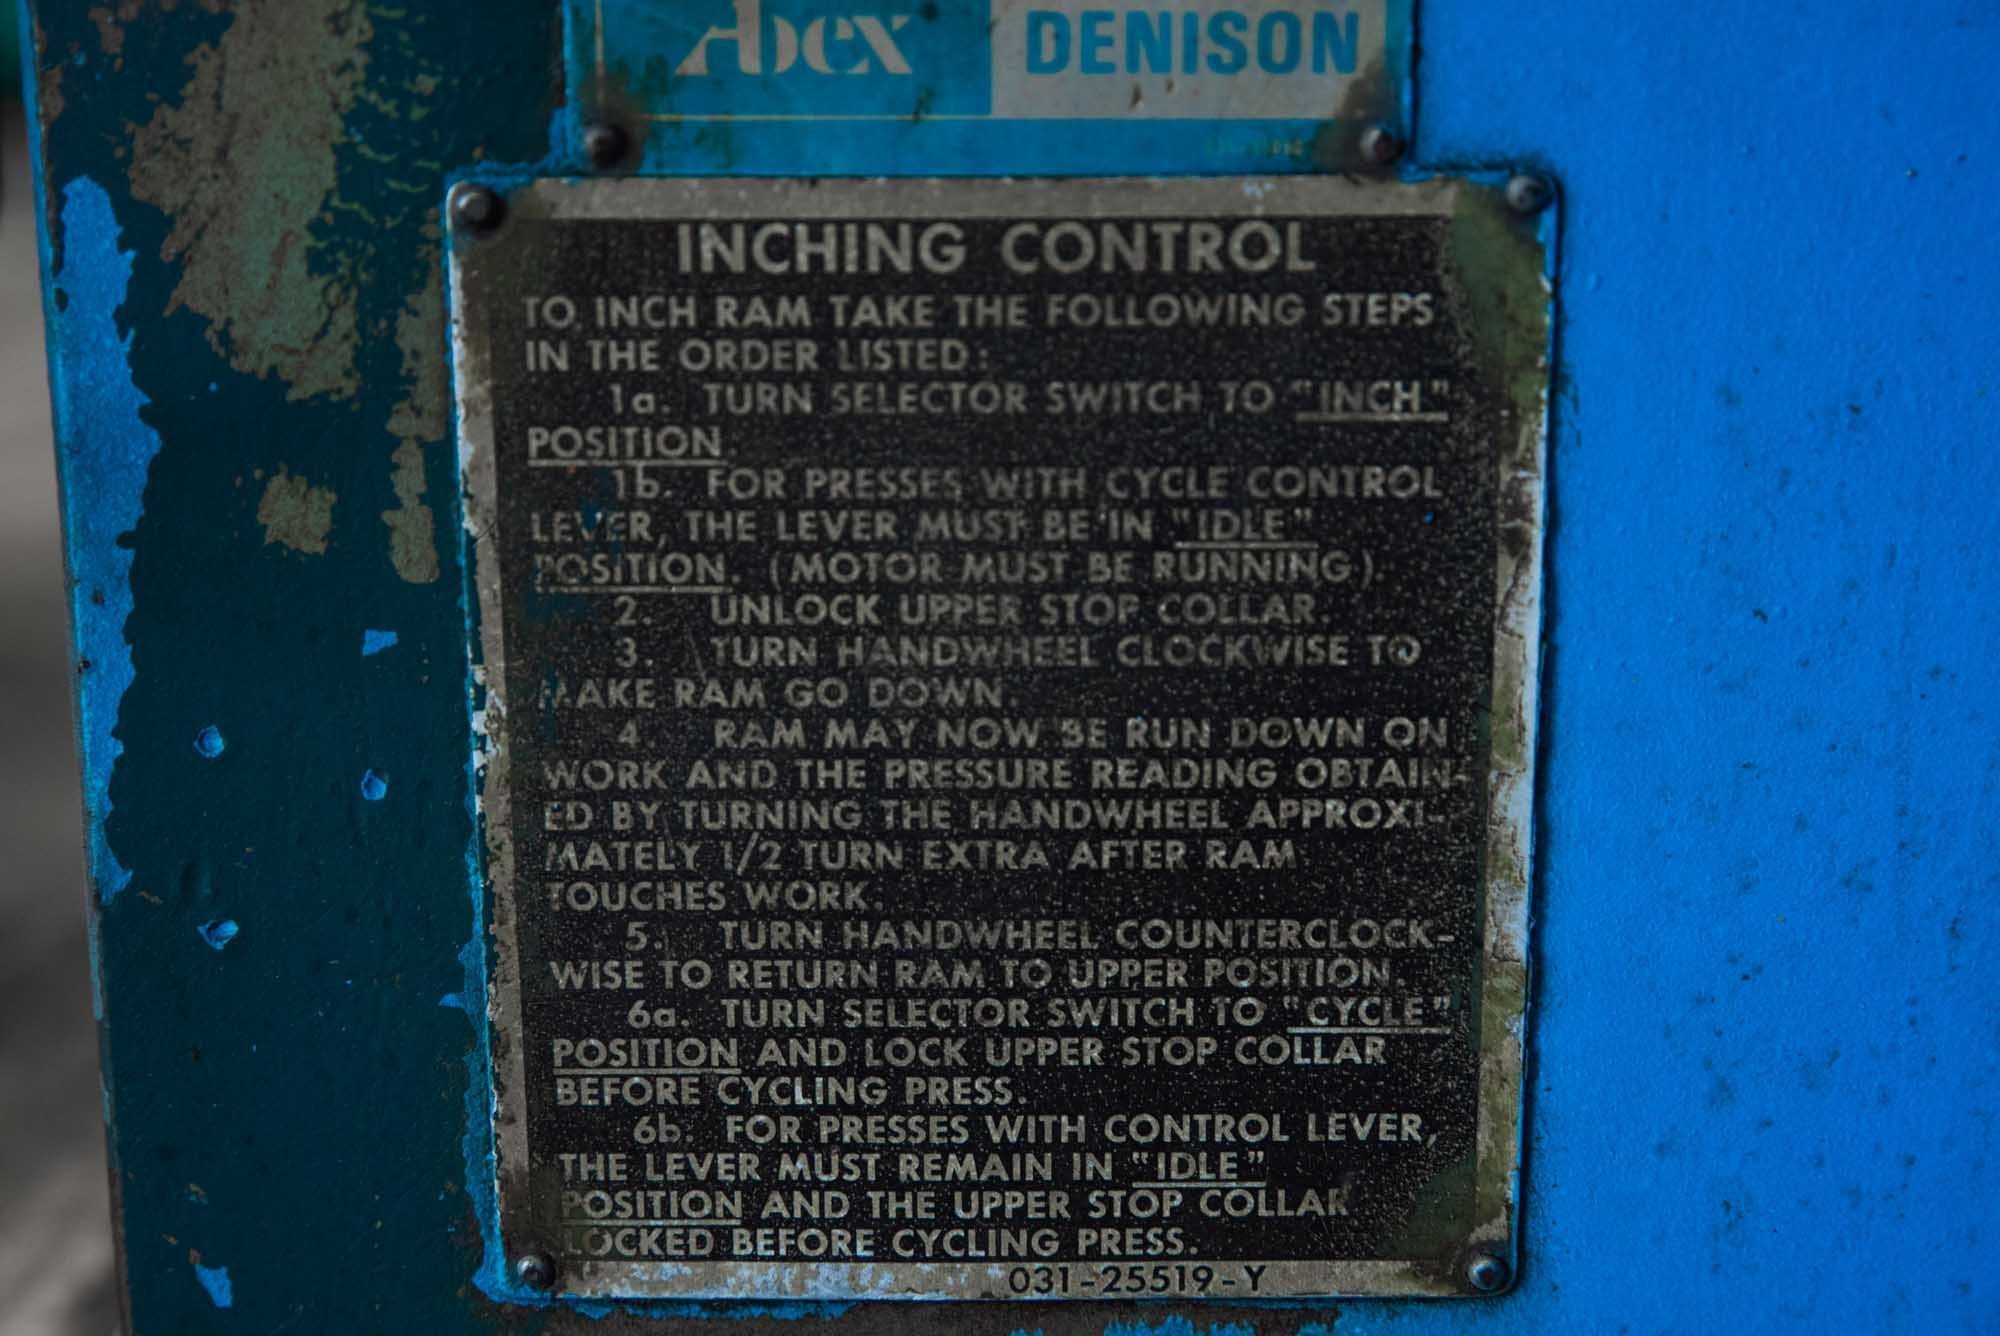 Abex DENISON
INCHING CONTROL
TO INCH RAM TAKE THE FOLLOWING STEPS
IN THE ORDER LISTED:
1a. TURN SELECTOR SWITCH TO "INCH"
POSITION.
1b. FOR PRESSES WITH CYCLE CONTROL
LEVER, THE LEVER MUST BE IN "IDLE"
POSITION. (MOTOR MUST BE RUNNING).
2. UNLOCK UPPER STOP COLLAR.
3. TURN HANDWHEEL CLOCKWISE TO
MAKE RAM GO DOWN.
4. RAM MAY NOW BE RUN DOWN ON
WORK AND THE PRESSURE READING OBTAIN-
ED BY TURNING THE HANDWHEEL APPROXI-
MATELY 1/2 TURN EXTRA AFTER RAM
TOUCHES WORK.
5. TURN HANDWHEEL COUNTERCLOCK-
WISE TO RETURN RAM TO UPPER POSITION.
6a. TURN SELECTOR SWITCH TO "CYCLE"
POSITION AND LOCK UPPER STOP COLLAR
BEFORE CYCLING PRESS.
6b. FOR PRESSES WITH CONTROL LEVER,
THE LEVER MUST REMAIN IN "IDLE"
POSITION AND THE UPPER STOP COLLAR
LOCKED BEFORE CYCLING PRESS.
031-25519-Y